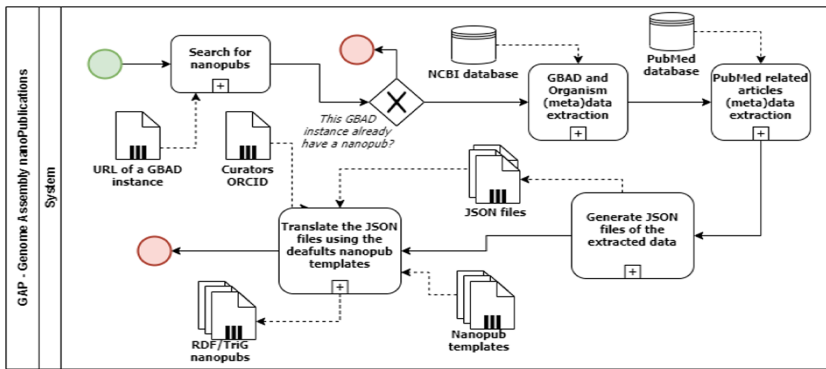 GAP - Genome Assembly nanoPublications
System
Search for
nanopubs
URL of a GBAD
instance
Curators
ORCID
This GBAD
instance already
have a nanopub?
NCBI database
GBAD and
Organism
(meta)data
extraction
PubMed
database
PubMed related
articles
(meta)data
extraction
JSON files
Generate JSON
files of the
extracted data
Translate the JSON
files using the
deafults nanopub
templates
RDF/TriG
nanopubs
Nanopub
templates